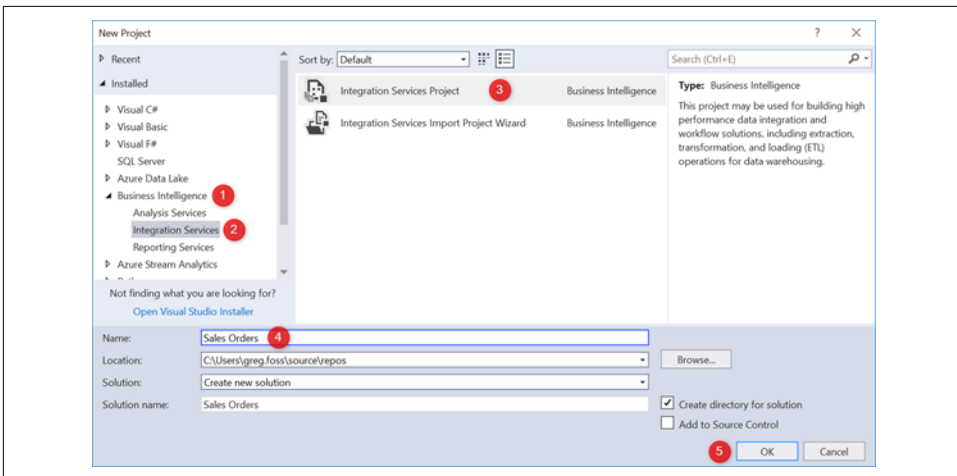 New Project
? ×
Recent
Installed
Visual C#
Visual Basic
Visual F#
SQL Server
Azure Data Lake
Business Intelligence 1
Analysis Services
Integration Services 2
Reporting Services
Azure Stream Analytics
Not finding what you are looking for?
Open Visual Studio Installer
Sort by: Default
Integration Services Project 3 Business Intelligence
Integration Services Import Project Wizard Business Intelligence
Search (Ctrl+E)
Type: Business Intelligence
This project may be used for building high
performance data integration and
workflow solutions, including extraction,
transformation, and loading (ETL)
operations for data warehousing.
Name: Sales Orders 4
Location: C:\Users\greg.foss\source\repos Browse...
Solution: Create new solution
Solution name: Sales Orders
Create directory for solution
Add to Source Control
5 OK Cancel